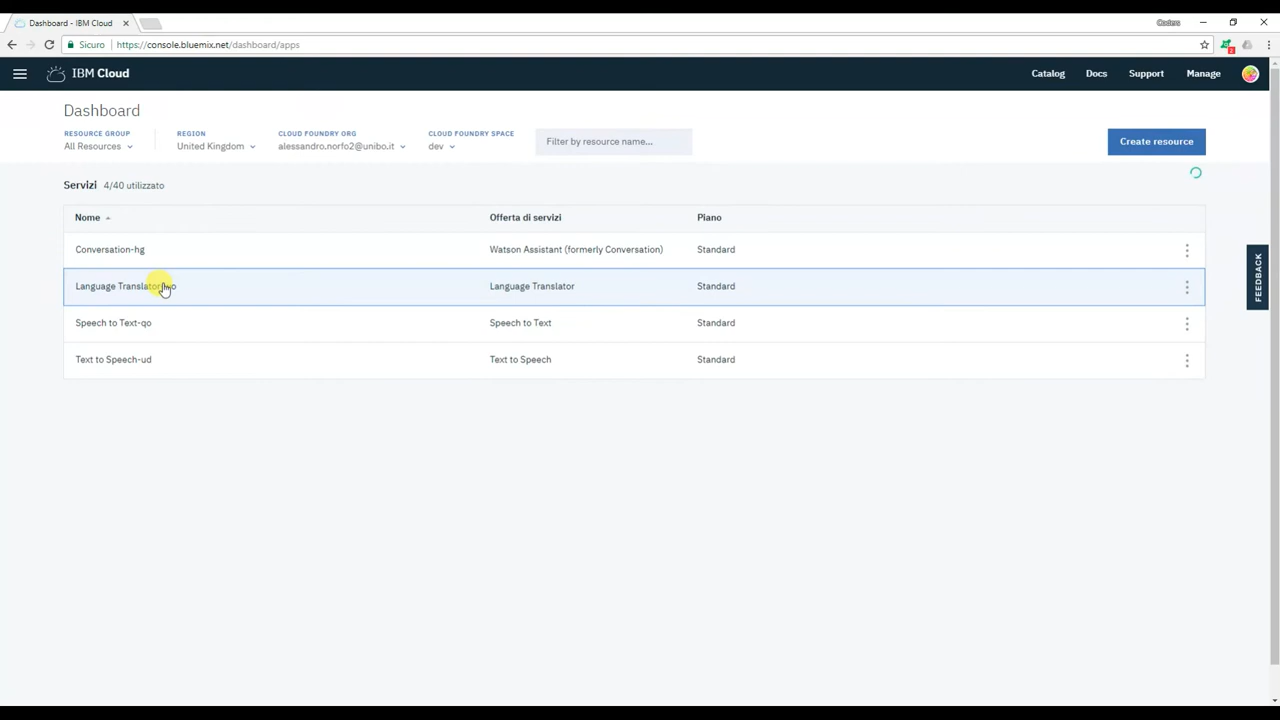 Dashboard - IBM Cloud
Sicuro https://console.bluemix.net/dashboard/apps
IBM Cloud Catalog Docs Support Manage
Dashboard
RESOURCE GROUP REGION CLOUD FOUNDRY ORG CLOUD FOUNDRY SPACE
All Resources United Kingdom alessandro.norfo2@unibo.it dev
Filter by resource name... Create resource
Servizi 4/40 utilizzato
Nome Offerta di servizi Piano
Conversation-hg Watson Assistant (formerly Conversation) Standard
Language Translator Language Translator Standard
Speech to Text-qo Speech to Text Standard
Text to Speech-ud Text to Speech Standard
FEEDBACK